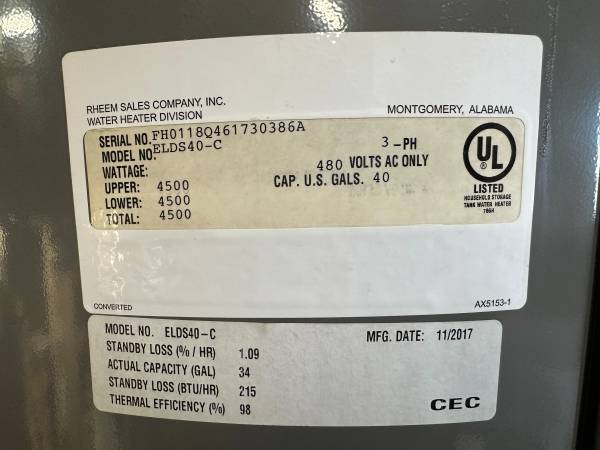 RHEEM SALES COMPANY, INC.
WATER HEATER DIVISION
MONTGOMERY, ALABAMA
SERIAL NO. FH0118Q461730386A
MODEL NO. ELDS40-C 3-PH
WATTAGE: 480 VOLTS AC ONLY
UPPER: 4500 CAP. U.S. GALS. 40
LOWER: 4500
TOTAL: 4500
UL
LISTED
HOUSEHOLD STORAGE
TANK WATER HEATER
706H
CONVERTED AX5153-1
MODEL NO. ELDS40-C MFG. DATE: 11/2017
STANDBY LOSS (% / HR) 1.09
ACTUAL CAPACITY (GAL) 34
STANDBY LOSS (BTU/HR) 215
THERMAL EFFICIENCY (%) 98
CEC